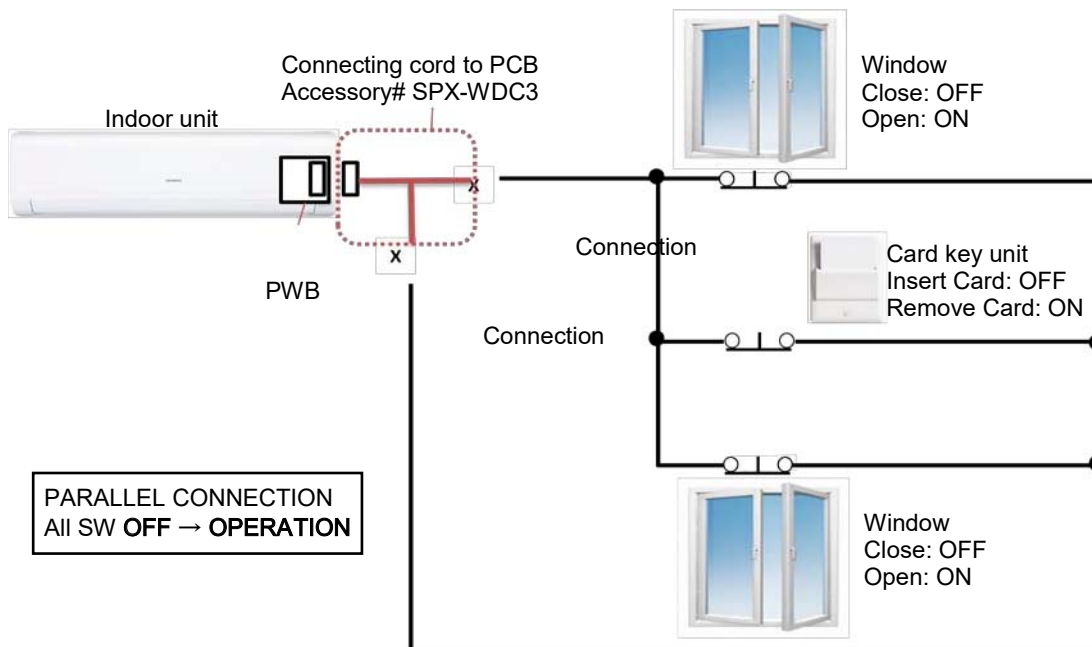 Connecting cord to PCB
Accessory# SPX-WDC3
Indoor unit
Window
Close: OFF
Open: ON
X
X
Connection
PWB
Card key unit
Insert Card: OFF
Remove Card: ON
Connection
PARALLEL CONNECTION
All SW OFF → OPERATION
Window
Close: OFF
Open: ON